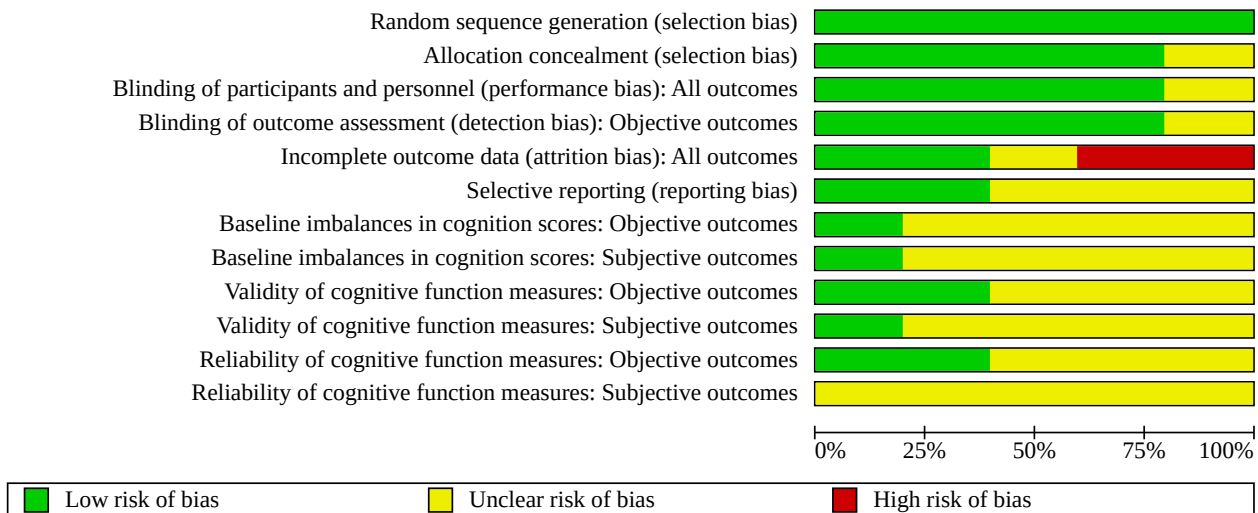 Random sequence generation (selection bias)
Allocation concealment (selection bias)
Blinding of participants and personnel (performance bias): All outcomes
Blinding of outcome assessment (detection bias): Objective outcomes
Incomplete outcome data (attrition bias): All outcomes
Selective reporting (reporting bias)
Baseline imbalances in cognition scores: Objective outcomes
Baseline imbalances in cognition scores: Subjective outcomes
Validity of cognitive function measures: Objective outcomes
Validity of cognitive function measures: Subjective outcomes
Reliability of cognitive function measures: Objective outcomes
Reliability of cognitive function measures: Subjective outcomes
0% 25% 50% 75% 100%
Low risk of bias Unclear risk of bias High risk of bias